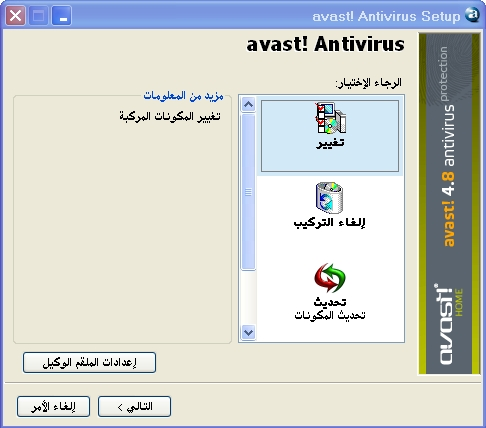 avast! Antivirus Setup
avast! Antivirus
الرجاء الإختيار:
تغيير
إلغاء التركيب
تحديث
تحديث المكونات
مزيد من المعلومات
تغيير المكونات المركبة
avast! 4.8 antivirus protection
avast!
HOME
إعدادات الملقم الوكيل
التالي >
إلغاء الأمر